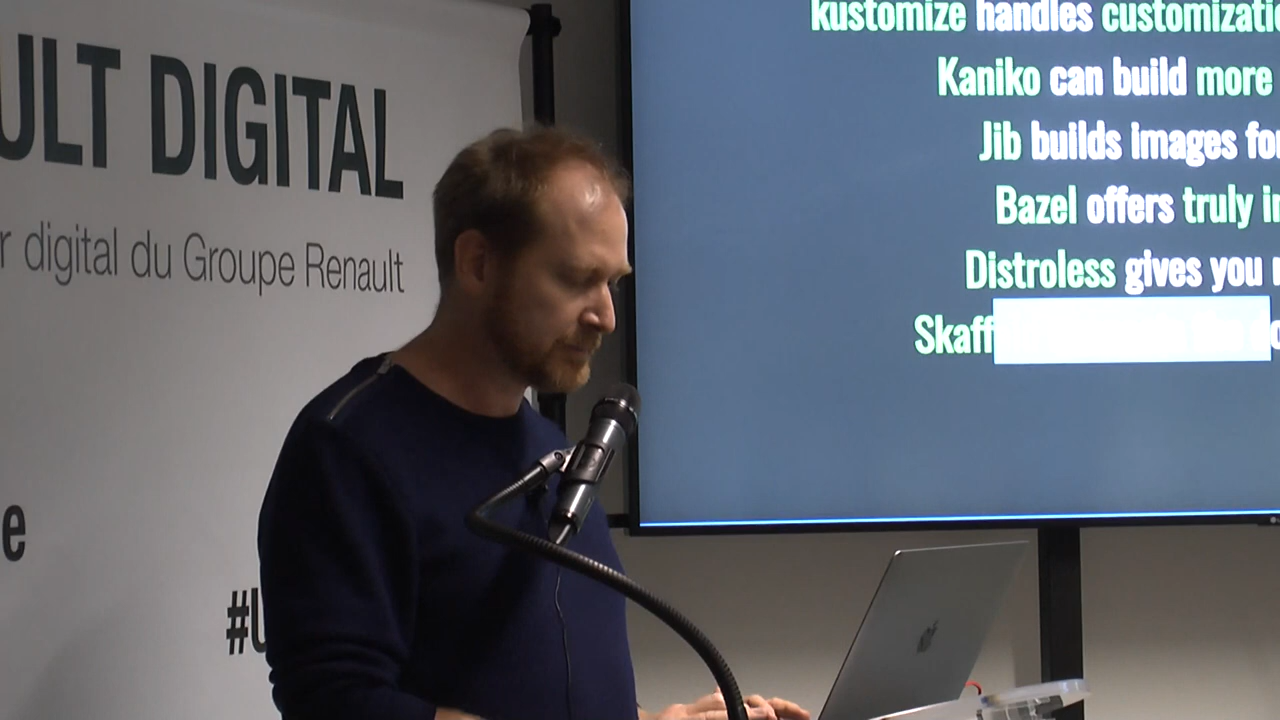 ULT DIGITAL
r digital du Groupe Renault
e
#U
kustomize handles customizati
Kaniko can build more
Jib builds images for
Bazel offers truly i
Distroless gives you
Skaff